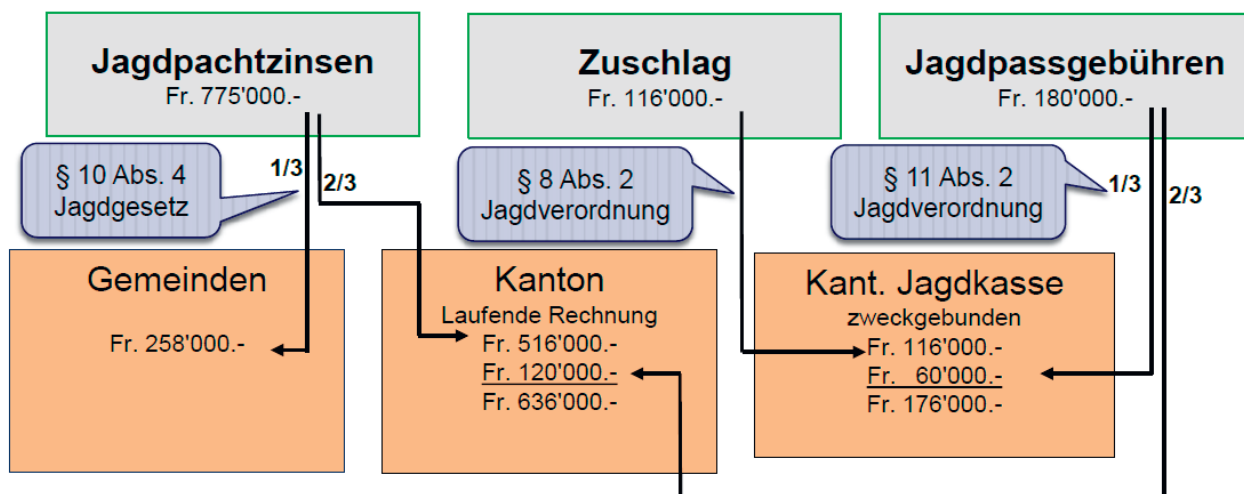 Jagdpachtzinsen
Fr. 775'000.-
Zuschlag
Fr. 116'000.-
Jagdpassgebühren
Fr. 180'000.-
§ 10 Abs. 4
Jagdgesetz
1/3
2/3
§ 8 Abs. 2
Jagdverordnung
§ 11 Abs. 2
Jagdverordnung
1/3
2/3
Gemeinden
Fr. 258'000.-
Kanton
Laufende Rechnung
Fr. 516'000.-
Fr. 120'000.-
Fr. 636'000.-
Kant. Jagdkasse
zweckgebunden
Fr. 116'000.-
Fr. 60'000.-
Fr. 176'000.-